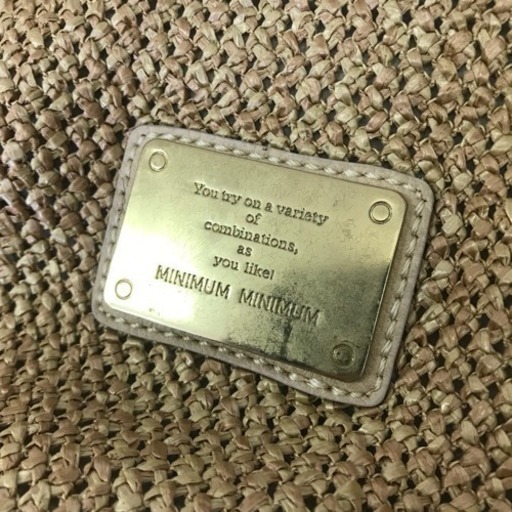 You try on a variety
of
combinations,
as
you like!
MINIMUM MINIMUM